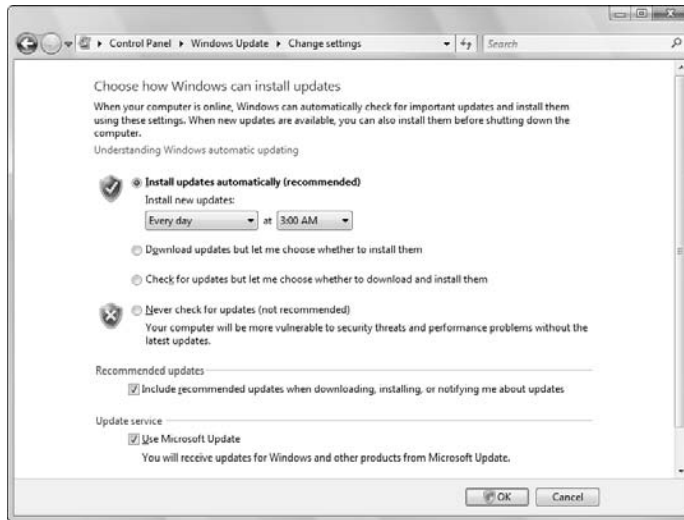 Control Panel ▸ Windows Update ▸ Change settings
Search
Choose how Windows can install updates
When your computer is online, Windows can automatically check for important updates and install them
using these settings. When new updates are available, you can also install them before shutting down the
computer.
Understanding Windows automatic updating
Install updates automatically (recommended)
Install new updates:
Every day at 3:00 AM
Download updates but let me choose whether to install them
Check for updates but let me choose whether to download and install them
Never check for updates (not recommended)
Your computer will be more vulnerable to security threats and performance problems without the
latest updates.
Recommended updates
Include recommended updates when downloading, installing, or notifying me about updates
Update service
Use Microsoft Update
You will receive updates for Windows and other products from Microsoft Update.
OK Cancel